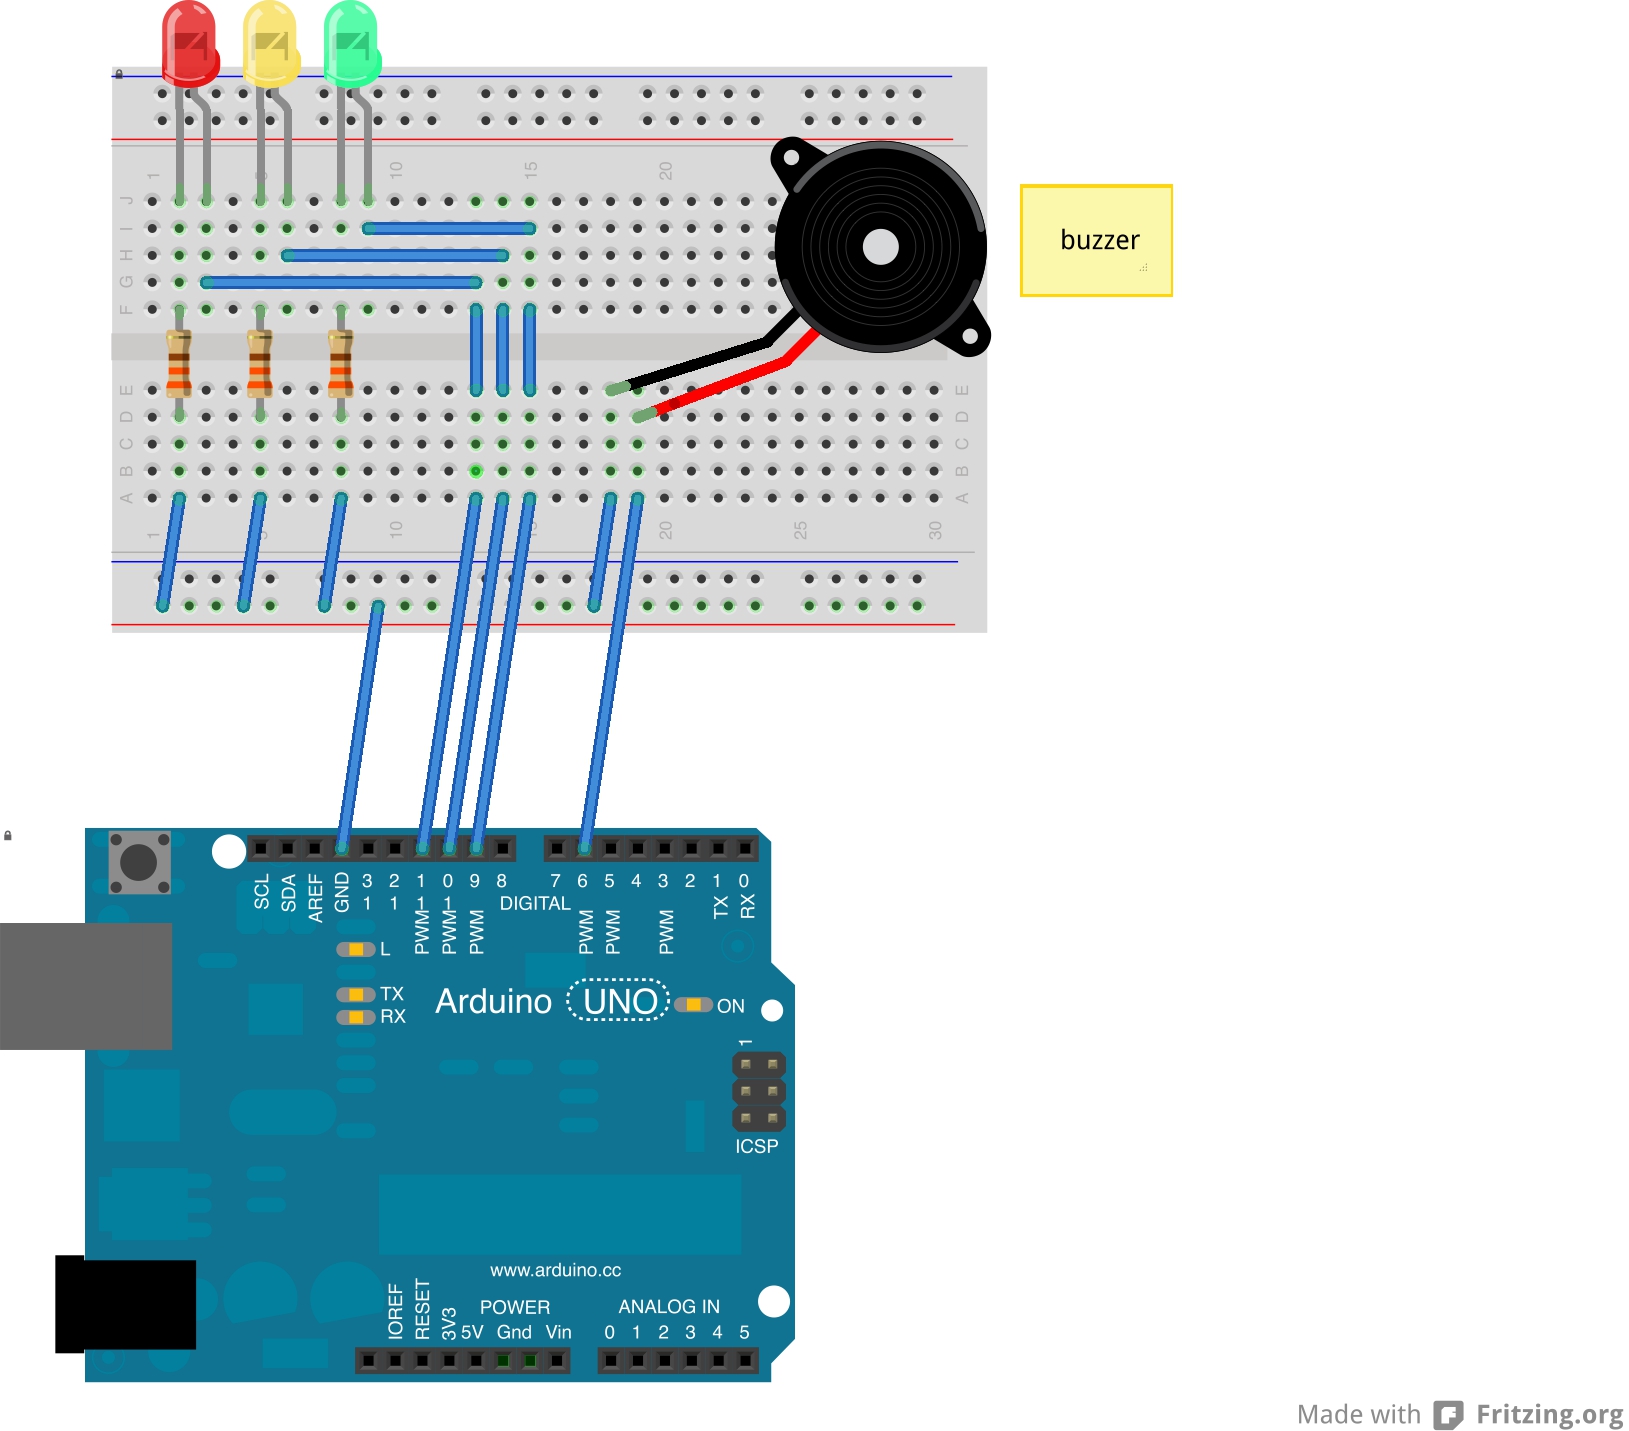 1 5 10 15 20
J
I
H
G
F
buzzer
E E
D D
C C
B B
A A
1 5 10 15 20 25 30
SCL SDA AREF GND 13 12 PWM 11 PWM 10 PWM 9 8
7 PWM 6 PWM 5 4 PWM 3 2 TX 1 RX 0
DIGITAL
L
TX
RX
Arduino UNO ON
1
ICSP
www.arduino.cc
POWER ANALOG IN
IOREF RESET 3V3 5V Gnd Vin 0 1 2 3 4 5
Made with Fritzing.org